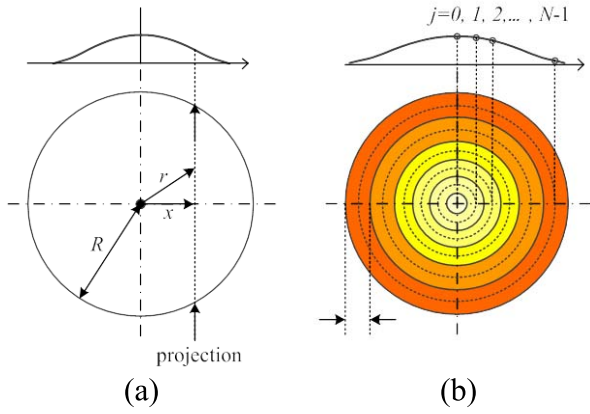 j=0, 1, 2,... , N-1
r
x
R
projection
(a)
(b)